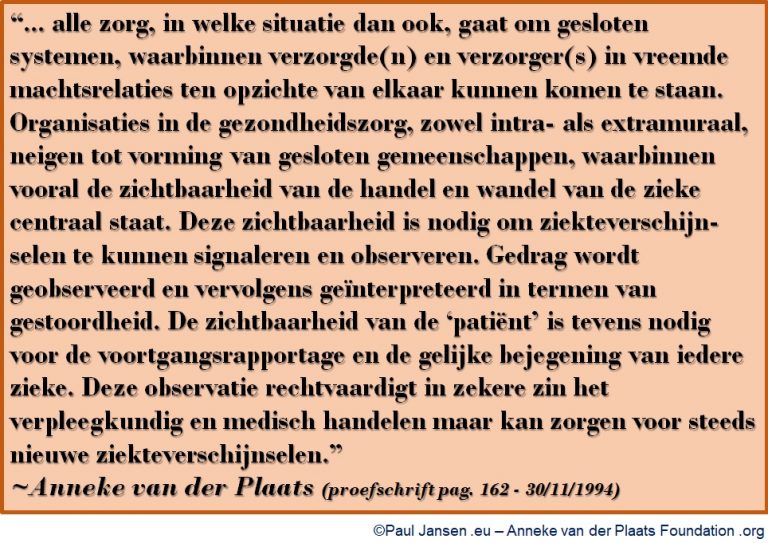 “... alle zorg, in welke situatie dan ook, gaat om gesloten
systemen, waarbinnen verzorgde(n) en verzorger(s) in vreemde
machtsrelaties ten opzichte van elkaar kunnen komen te staan.
Organisaties in de gezondheidszorg, zowel intra- als extramuraal,
neigen tot vorming van gesloten gemeenschappen, waarbinnen
vooral de zichtbaarheid van de handel en wandel van de zieke
centraal staat. Deze zichtbaarheid is nodig om ziekteverschijn-
selen te kunnen signaleren en observeren. Gedrag wordt
geobserveerd en vervolgens geïnterpreteerd in termen van
gestoordheid. De zichtbaarheid van de ‘patiënt’ is tevens nodig
voor de voortgangsrapportage en de gelijke bejegening van iedere
zieke. Deze observatie rechtvaardigt in zekere zin het
verpleegkundig en medisch handelen maar kan zorgen voor steeds
nieuwe ziekteverschijnselen.”
~Anneke van der Plaats (proefschrift pag. 162 - 30/11/1994)
©Paul Jansen .eu – Anneke van der Plaats Foundation .org